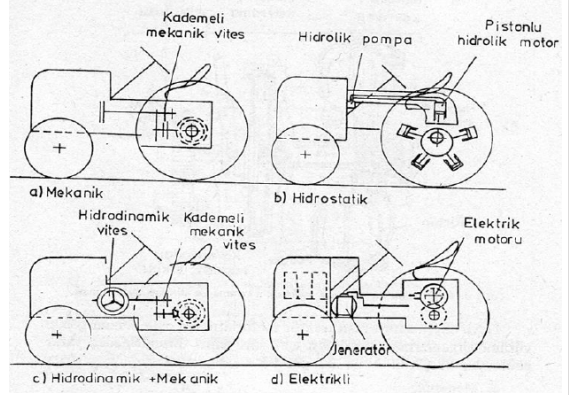 Kademeli
mekanik vites
Hidrolik pompa
Pistonlu
hidrolik motor
a) Mekanik
b) Hidrostatik
Hidrodinamik
vites
Kademeli
mekanik
vites
Elektrik
motoru
Jeneratör
c) Hidrodinamik +Mekanik
d) Elektrikli